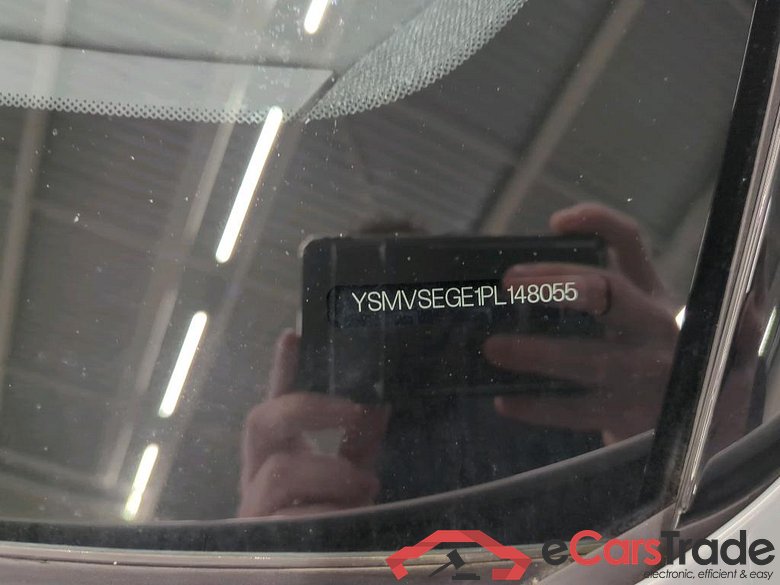 YSMVSEGE1PL148055
eCarsTrade
electronic, efficient & easy